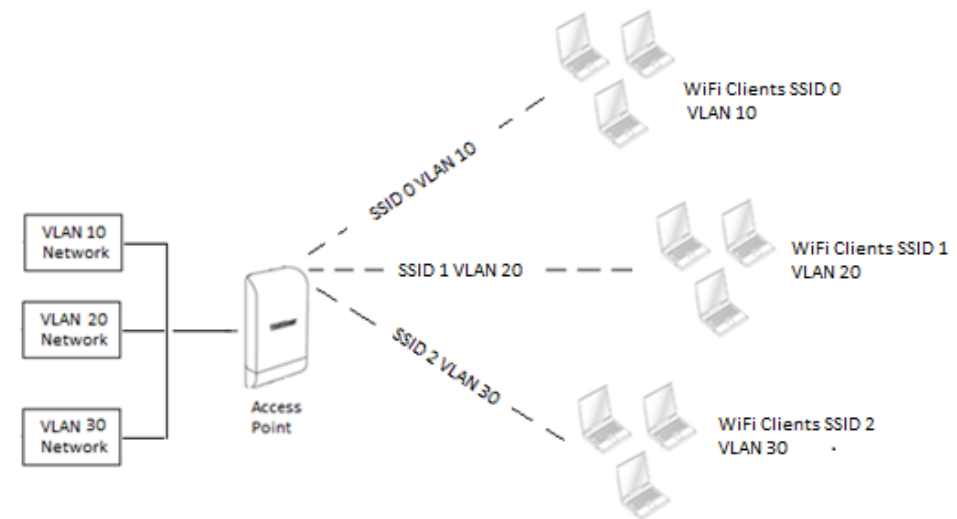 WiFi Clients SSID 0
VLAN 10
SSID 0 VLAN 10
VLAN 10
Network
WiFi Clients SSID 1
VLAN 20
SSID 1 VLAN 20
VLAN 20
Network
SSID 2 VLAN 30
Access
Point
VLAN 30
Network
WiFi Clients SSID 2
VLAN 30